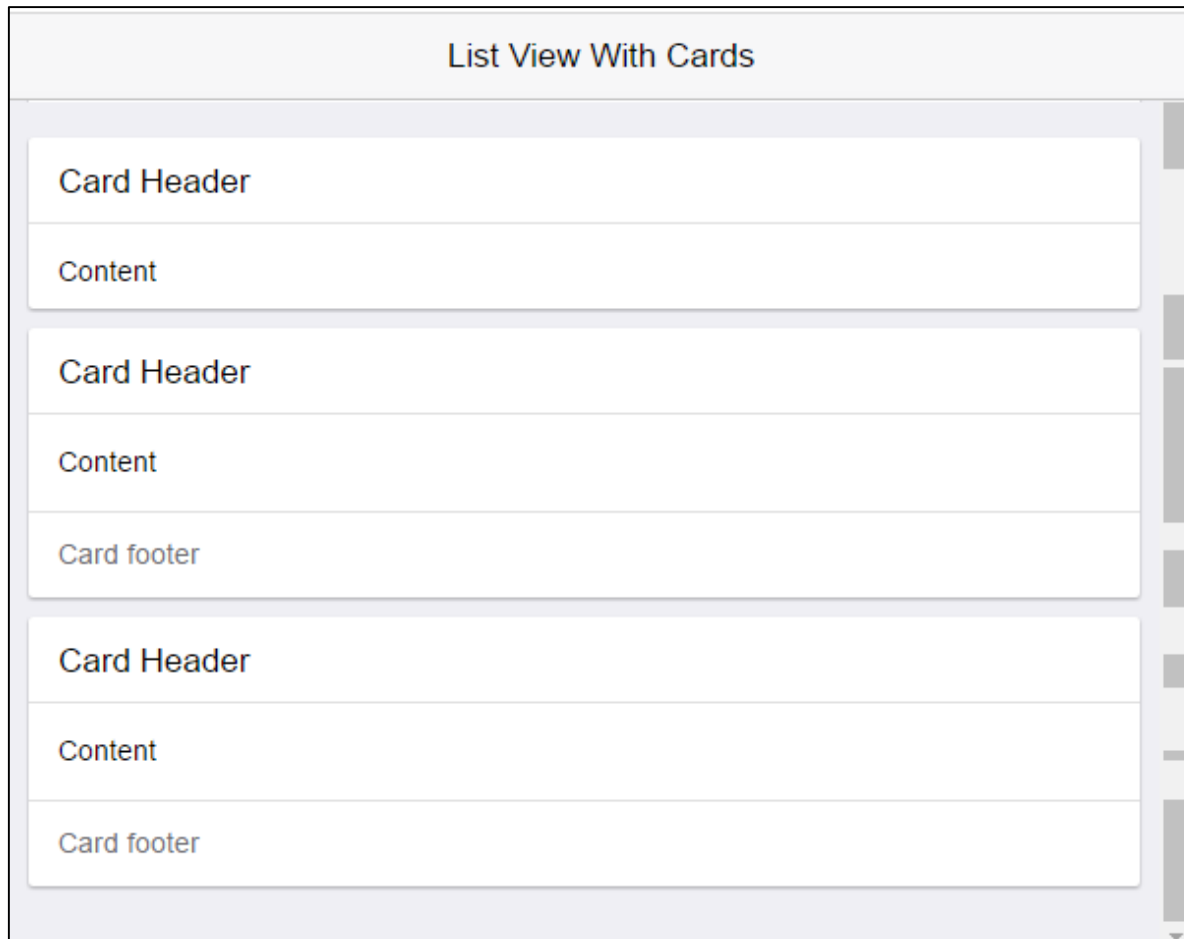 List View With Cards
Card Header
Content
Card Header
Content
Card footer
Card Header
Content
Card footer